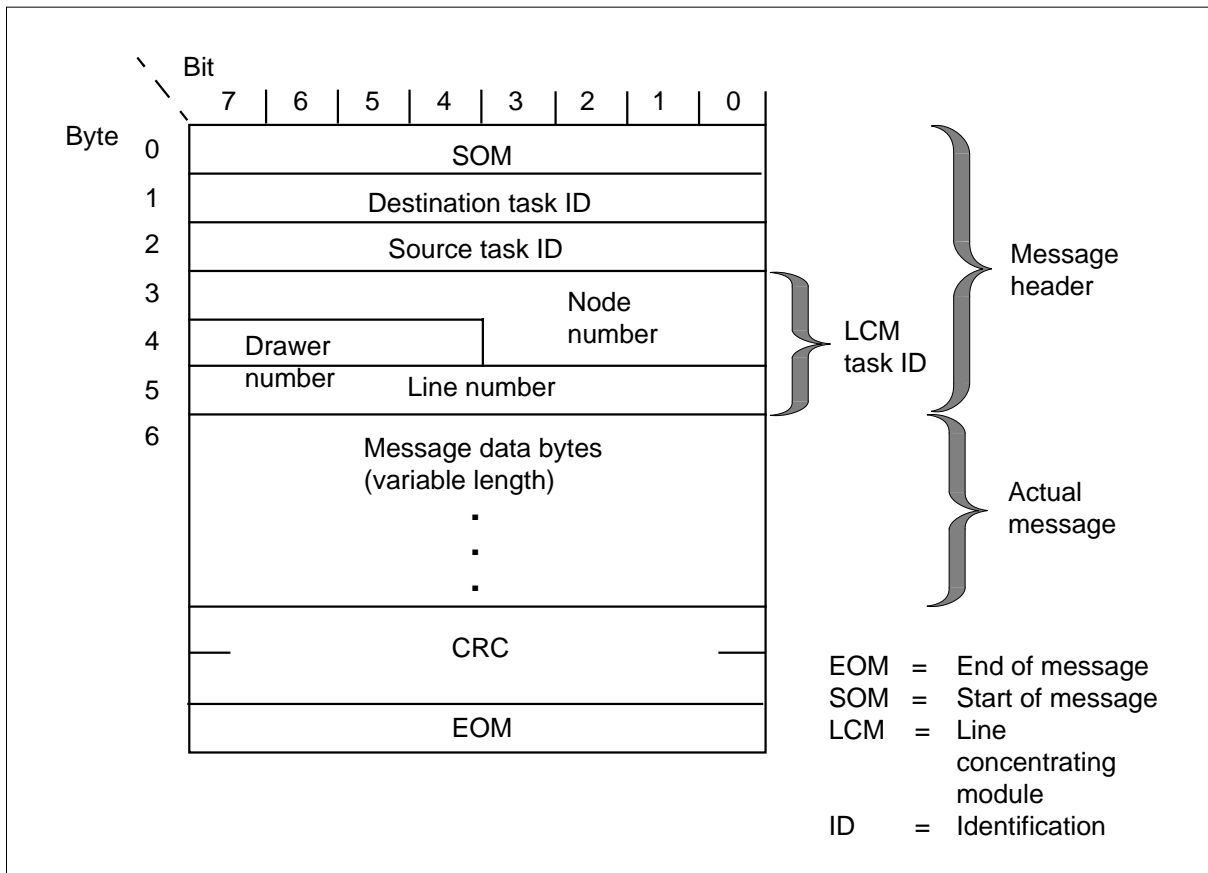 Bit
7 6 5 4 3 2 1 0
Byte
0 SOM
1 Destination task ID
2 Source task ID
3 Node
number
4 Drawer
number
5 Line number
6 Message data bytes
(variable length)
.
.
.
CRC
EOM
LCM
task ID
Message
header
Actual
message
EOM = End of message
SOM = Start of message
LCM = Line
concentrating
module
ID = Identification